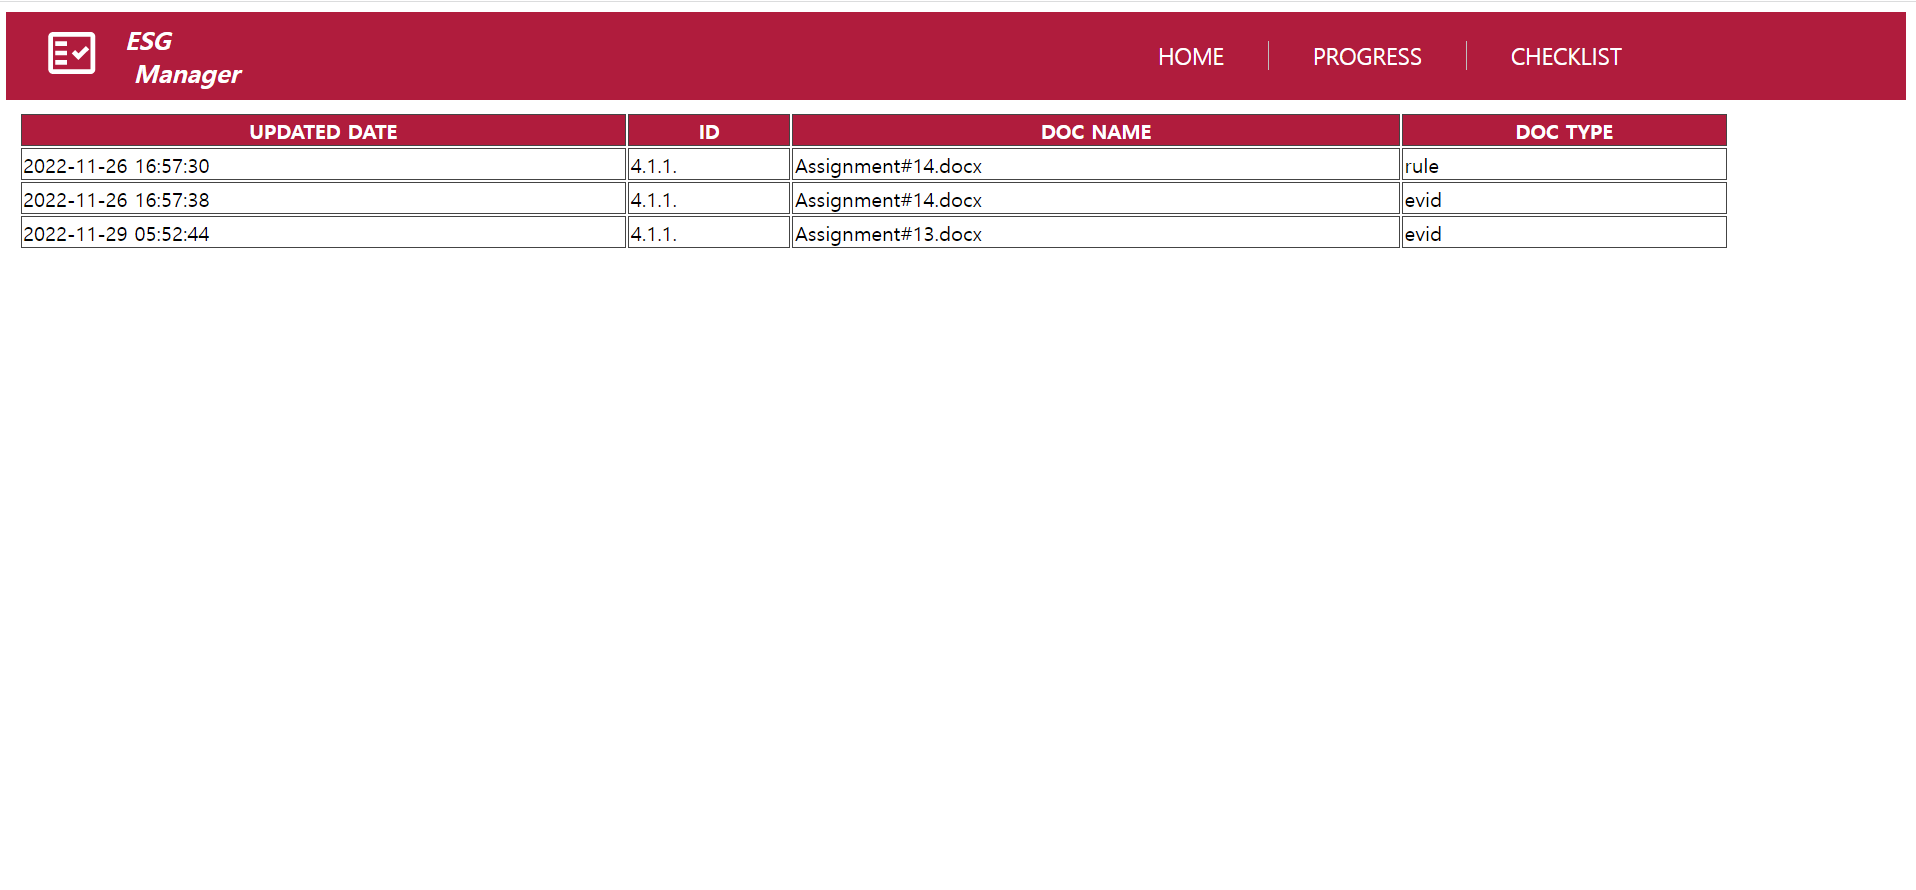 ESG
Manager
HOME PROGRESS CHECKLIST
UPDATED DATE ID DOC NAME DOC TYPE
2022-11-26 16:57:30 4.1.1. Assignment#14.docx rule
2022-11-26 16:57:38 4.1.1. Assignment#14.docx evid
2022-11-29 05:52:44 4.1.1. Assignment#13.docx evid